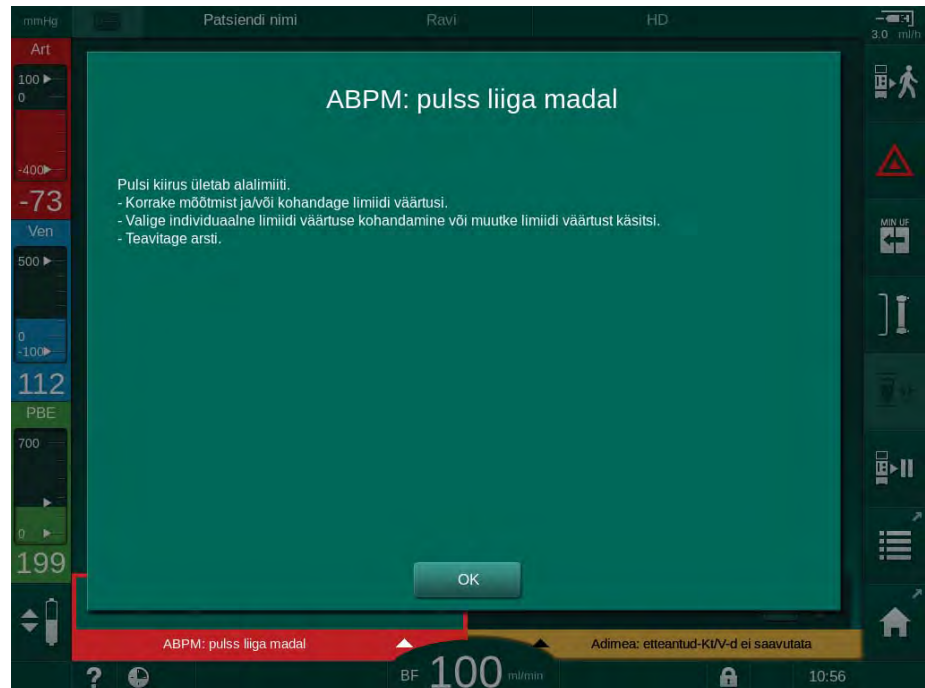 mmHg
Patsiendi nimi
Ravi
HD
3.0 ml/h
Art
100
0
-400
-73
Ven
500
0
-100
112
PBE
700
0
199
ABPM: pulss liiga madal
Pulsi kiirus ületab alalimiiti.
- Korrake mõõtmist ja/või kohandage limiidi väärtusi.
- Valige individuaalne limiidi väärtuse kohandamine või muutke limiidi väärtust käsitsi.
- Teavitage arsti.
OK
MIN UF
ABPM: pulss liiga madal
Adimea: etteantud-Kt/V-d ei saavutata
?
BF 100 ml/min
10:56